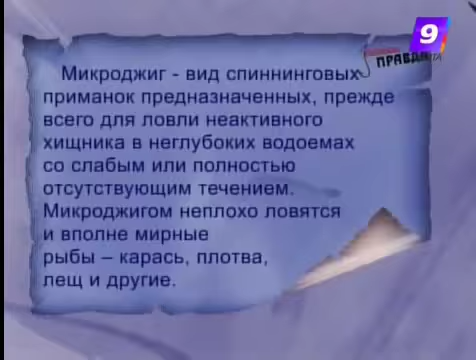 9
ПРАВДА
Микроджиг - вид спиннинговых
приманок предназначенных, прежде
всего для ловли неактивного
хищника в неглубоких водоемах
со слабым или полностью
отсутствующим течением.
Микроджигом неплохо ловятся
и вполне мирные
рыбы – карась, плотва,
лещ и другие.